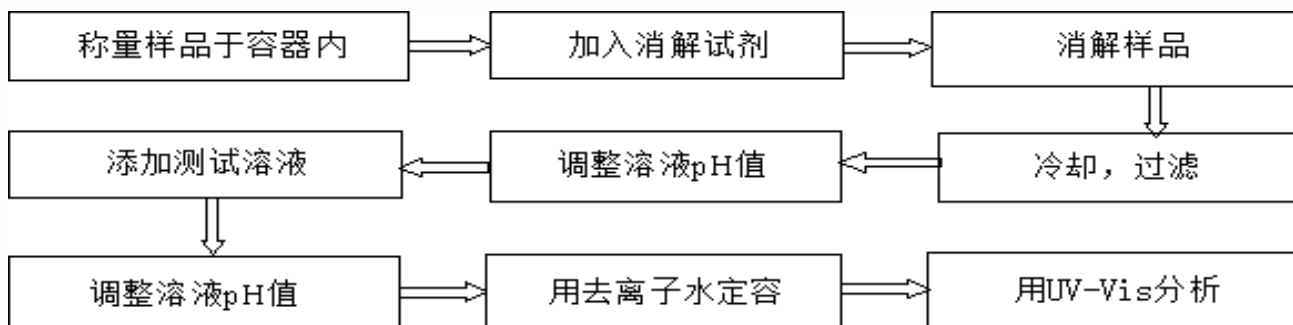 称量样品于容器内
加入消解试剂
消解样品
冷却，过滤
调整溶液pH值
添加测试溶液
调整溶液pH值
用去离子水定容
用UV-Vis分析